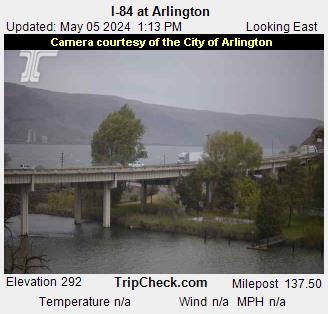 I-84 at Arlington
Updated: May 05 2024 1:13 PM Looking East
Camera courtesy of the City of Arlington
Elevation 292 TripCheck.com Milepost 137.50
Temperature n/a Wind n/a MPH n/a